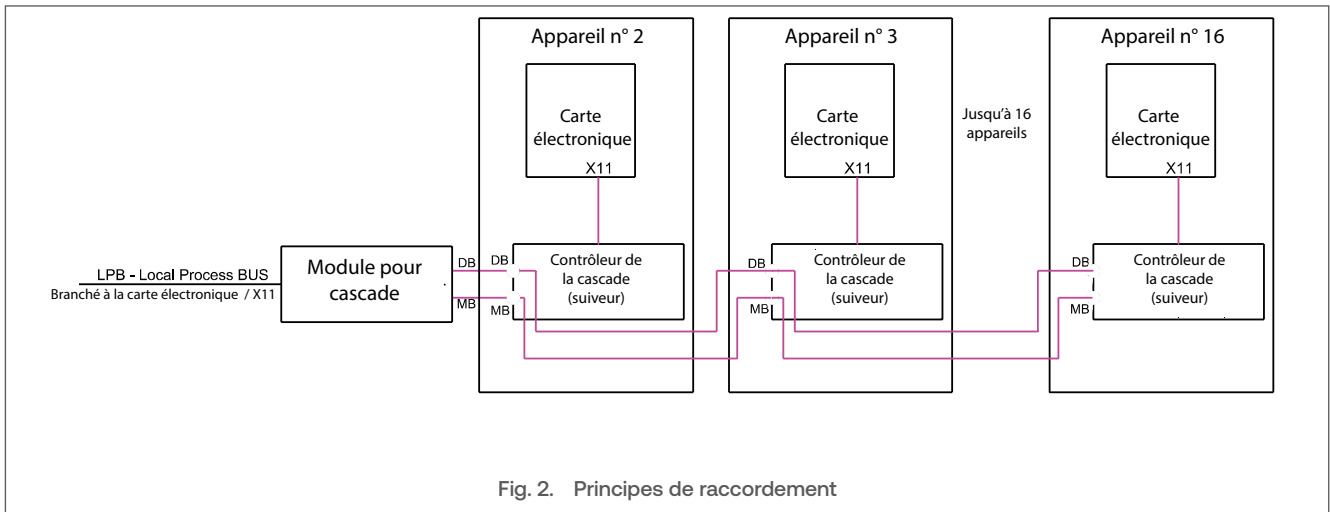 Appareil n° 2
Appareil n° 3
Appareil n° 16
Carte
électronique
X11
Carte
électronique
X11
Jusqu'à 16
appareils
Carte
électronique
X11
LPB - Local Process BUS
Branché à la carte électronique / X11
Module pour
cascade
DB
MB
DB
MB
Contrôleur de
la cascade
(suiveur)
DB
MB
Contrôleur de
la cascade
(suiveur)
DB
MB
Contrôleur de
la cascade
(suiveur)
Fig. 2. Principes de raccordement